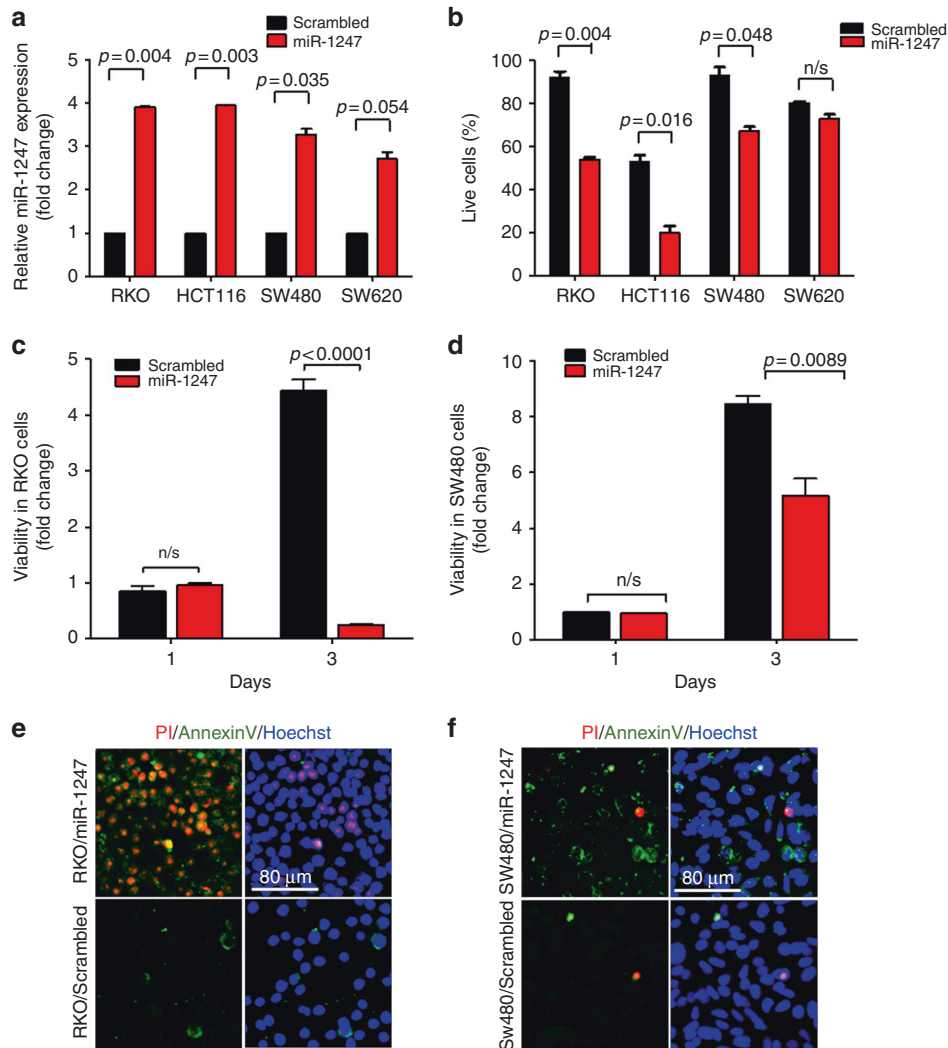 a
Scrambled
miR-1247
Relative miR-1247 expression
(fold change)
5
4
3
2
1
0
p=0.004
p=0.003
p=0.035
p=0.054
RKO
HCT116
SW480
SW620
b
Scrambled
miR-1247
Live cells (%)
100
80
60
40
20
0
p=0.004
p=0.016
p=0.048
n/s
RKO
HCT116
SW480
SW620
c
Scrambled
miR-1247
Viability in RKO cells
(fold change)
5
4
3
2
1
0
n/s
p<0.0001
1
3
Days
d
Scrambled
miR-1247
Viability in SW480 cells
(fold change)
10
8
6
4
2
0
n/s
p=0.0089
1
3
Days
e
PI/AnnexinV/Hoechst
RKO/miR-1247
80 µm
RKO/Scrambled
f
PI/AnnexinV/Hoechst
SW480/miR-1247
80 µm
Sw480/Scrambled